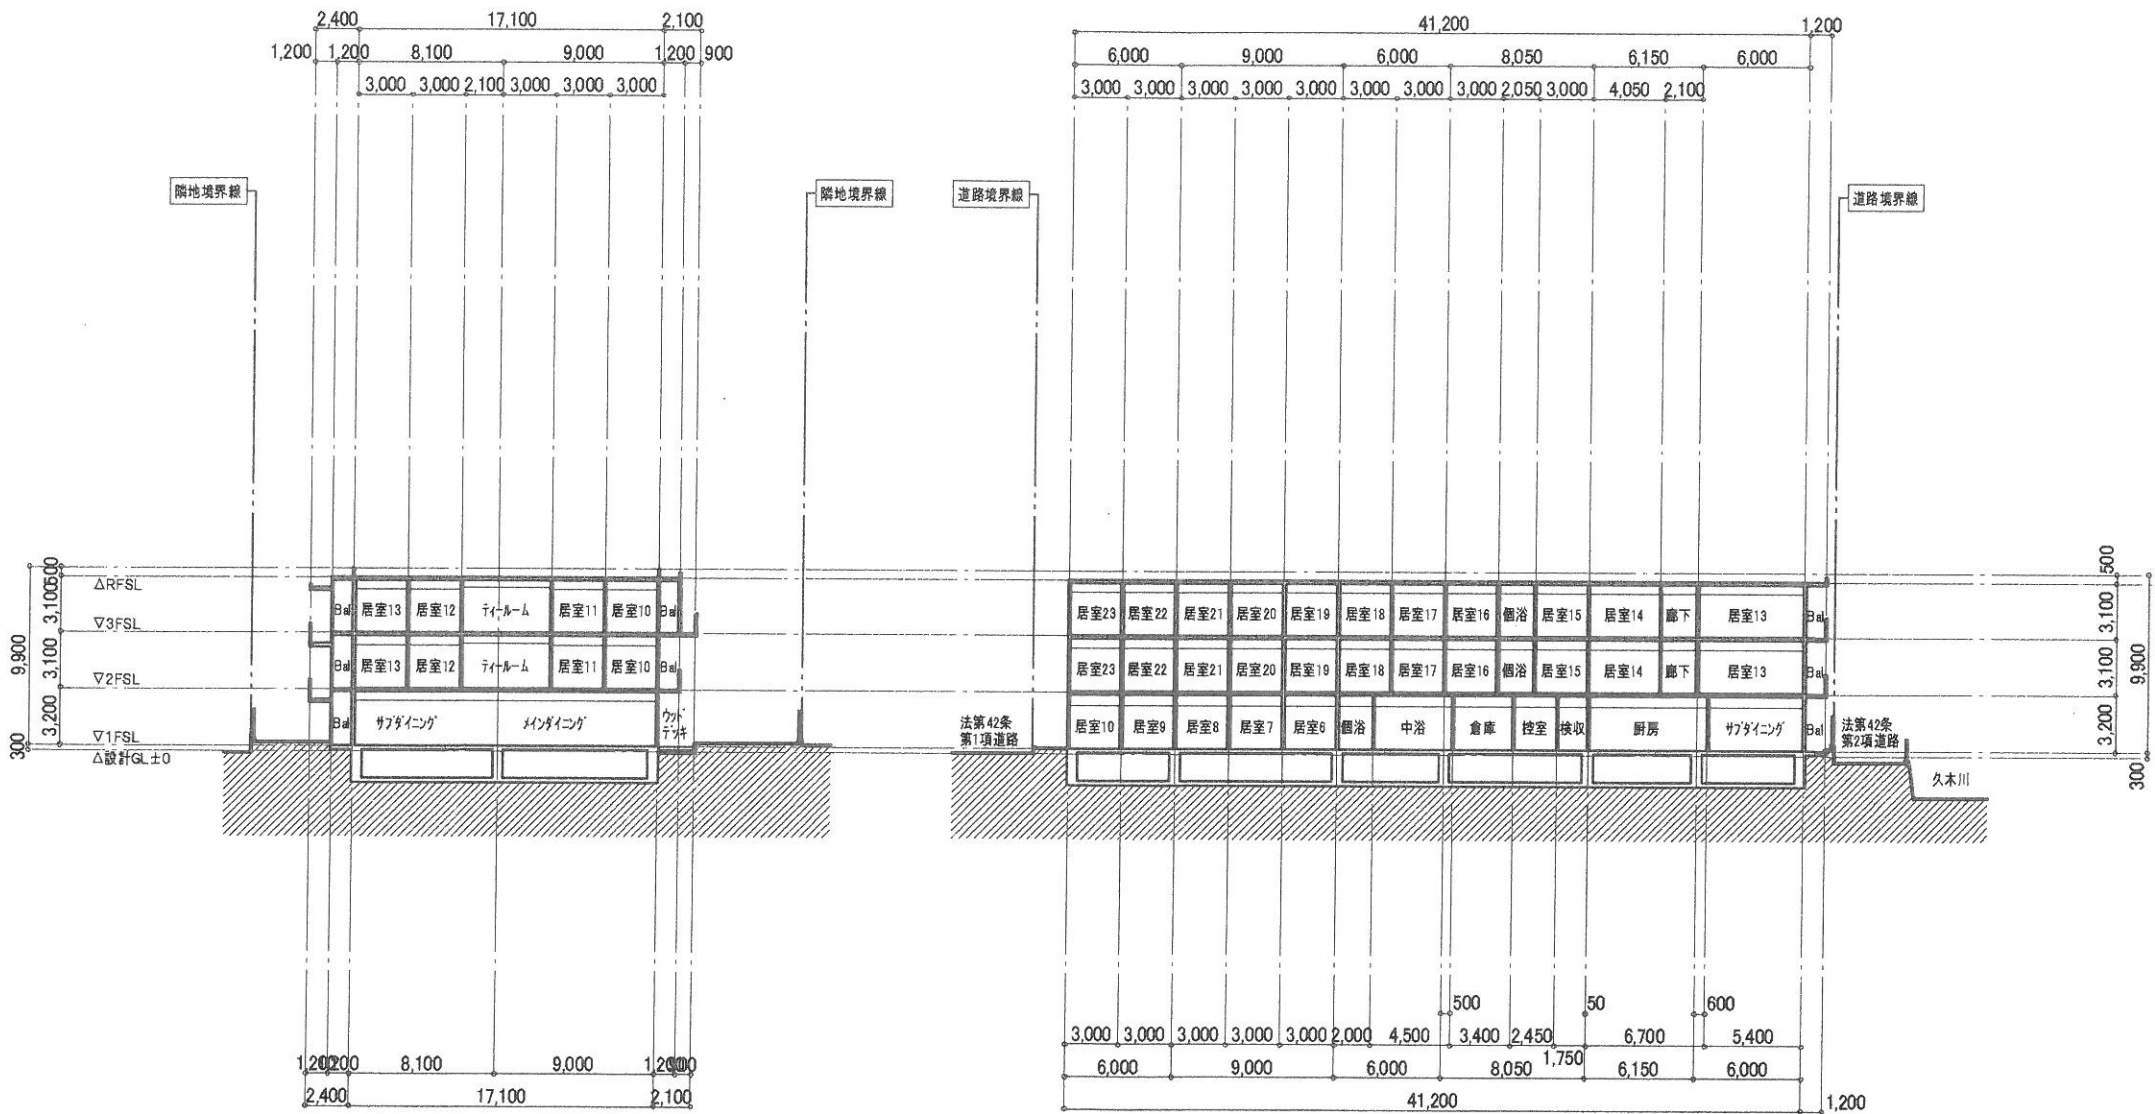 2,400 17,100 2,100
1,200 1,200 8,100 9,000 1,200 900
3,000 3,000 2,100 3,000 3,000 3,000
41,200 1,200
6,000 9,000 6,000 8,050 6,150 6,000
3,000 3,000 3,000 3,000 3,000 3,000 3,000 3,000 2,050 3,000 4,050 2,100
隣地境界線
隣地境界線
道路境界線
道路境界線
9,900
500
3,100
3,100
3,200
300
△RFSL
▽3FSL
▽2FSL
▽1FSL
△設計GL±0
Bal 居室13 居室12 ティールーム 居室11 居室10 Bal
Bal 居室13 居室12 ティールーム 居室11 居室10 Bal
Bal サブダイニング メインダイニング ウッドデッキ
居室23 居室22 居室21 居室20 居室19 居室18 居室17 居室16 個浴 居室15 居室14 廊下 居室13 Bal
居室23 居室22 居室21 居室20 居室19 居室18 居室17 居室16 個浴 居室15 居室14 廊下 居室13 Bal
居室10 居室9 居室8 居室7 居室6 個浴 中浴 倉庫 控室 検収 厨房 サブダイニング Bal
法第42条
第1項道路
法第42条
第2項道路
久木川
500
3,100
3,100
3,200
300
9,900
1,200 1,200 8,100 9,000 1,200 900
2,400 17,100 2,100
500 50 600
3,000 3,000 3,000 3,000 3,000 2,000 4,500 3,400 2,450 1,750 6,700 5,400
6,000 9,000 6,000 8,050 6,150 6,000
41,200 1,200